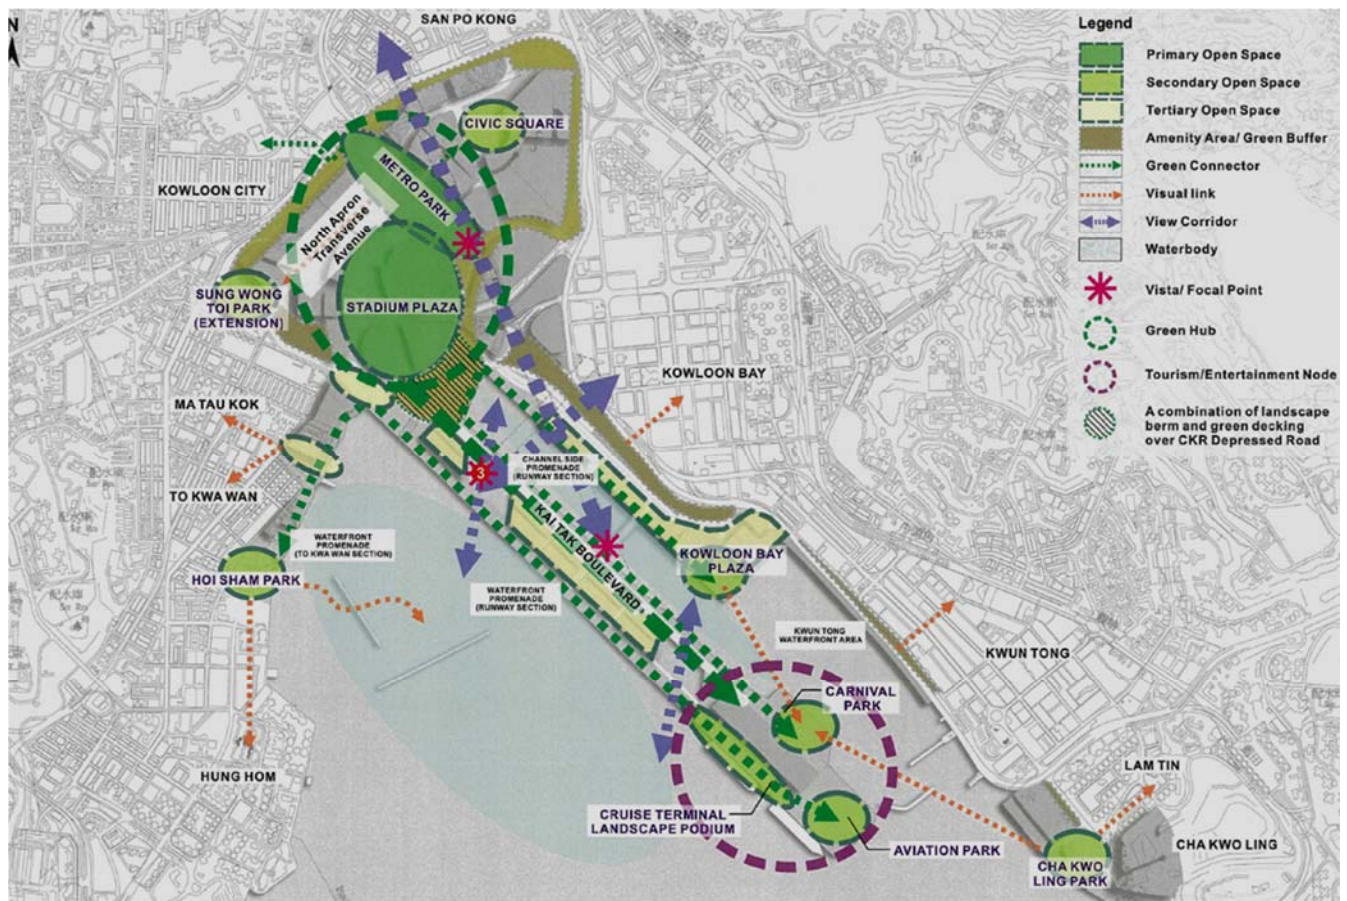 N
SAN PO KONG
CIVIC SQUARE
METRO PARK
KOWLOON CITY
North Apron
Transverse
Avenue
SUNG WONG
TOI PARK
(EXTENSION)
STADIUM PLAZA
KOWLOON BAY
MA TAU KOK
TO KWA WAN
CHANNEL SIDE
PROMENADE
(RUNWAY SECTION)
3
KAI TAK BOULEVARD
WATERFRONT
PROMENADE
(TO KWA WAN SECTION)
HOI SHAM PARK
WATERFRONT
PROMENADE
(RUNWAY SECTION)
KOWLOON BAY
PLAZA
KWUN TONG
WATERFRONT AREA
KWUN TONG
CARNIVAL
PARK
HUNG HOM
CRUISE TERMINAL
LANDSCAPE PODIUM
AVIATION PARK
LAM TIN
CHA KWO LING
CHA KWO
LING PARK
Legend
Primary Open Space
Secondary Open Space
Tertiary Open Space
Amenity Area/ Green Buffer
Green Connector
Visual link
View Corridor
Waterbody
Vista/ Focal Point
Green Hub
Tourism/Entertainment Node
A combination of landscape
berm and green decking
over CKR Depressed Road